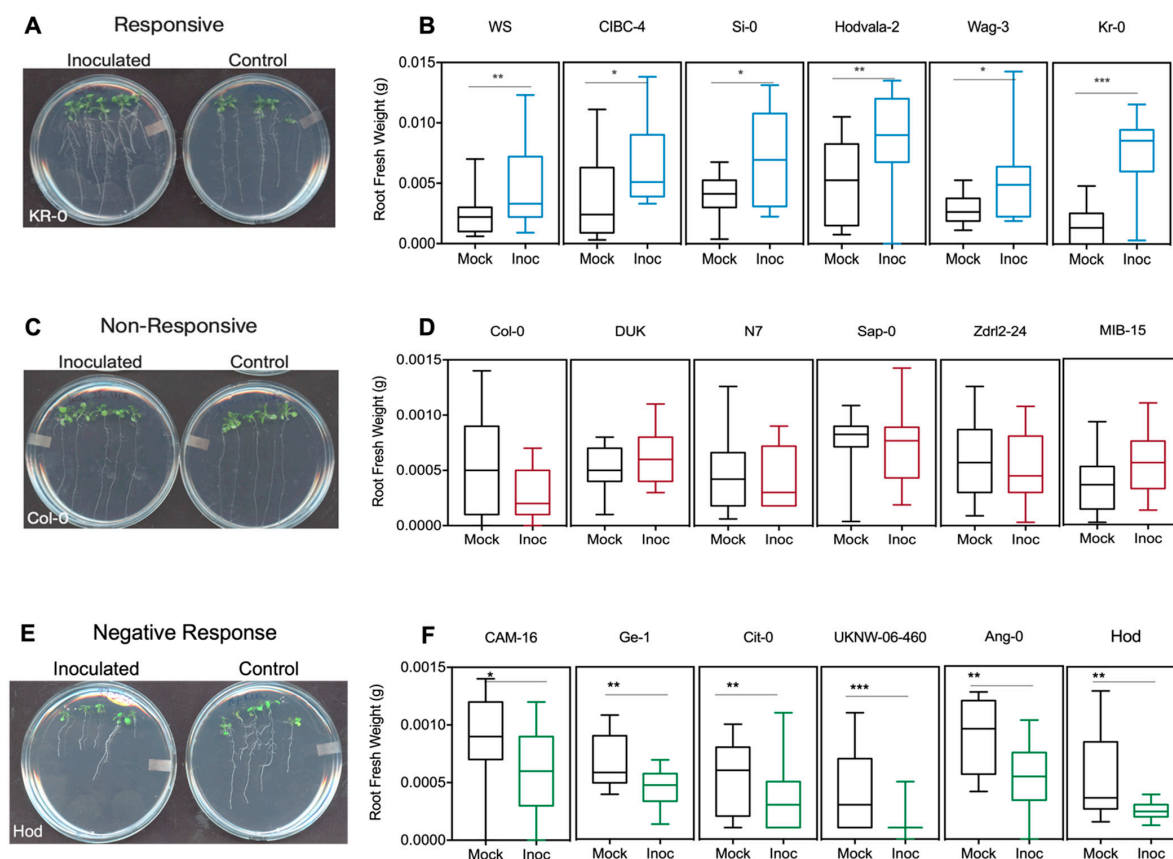 A Responsive
Inoculated Control
KR-0
B WS CIBC-4 Si-0 Hodvala-2 Wag-3 Kr-0
Root Fresh Weight (g)
0.015
0.010
0.005
0.000
** * * ** * ***
Mock Inoc Mock Inoc Mock Inoc Mock Inoc Mock Inoc Mock Inoc
C Non-Responsive
Inoculated Control
Col-0
D Col-0 DUK N7 Sap-0 Zdrl2-24 MIB-15
Root Fresh Weight (g)
0.0015
0.0010
0.0005
0.0000
Mock Inoc Mock Inoc Mock Inoc Mock Inoc Mock Inoc Mock Inoc
E Negative Response
Inoculated Control
Hod
F CAM-16 Ge-1 Cit-0 UKNW-06-460 Ang-0 Hod
Root Fresh Weight (g)
0.0015
0.0010
0.0005
0.0000
* ** ** *** ** **
Mock Inoc Mock Inoc Mock Inoc Mock Inoc Mock Inoc Mock Inoc